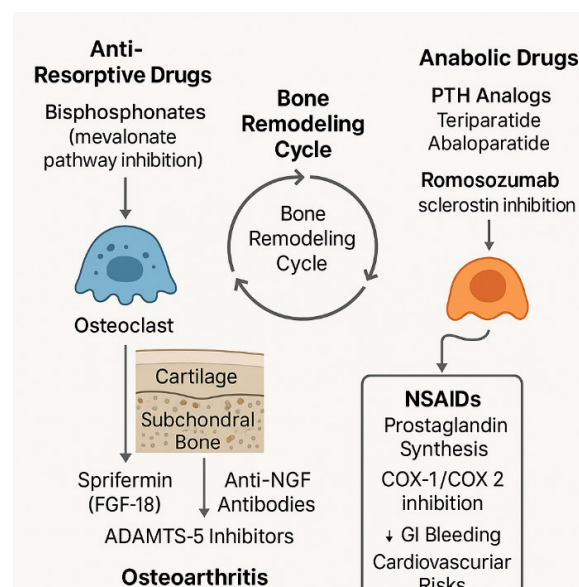 Anti-
Resorptive Drugs
Bisphosphonates
(mevalonate
pathway inhibition)
Osteoclast
Bone
Remodeling
Cycle
Bone
Remodeling
Cycle
Anabolic Drugs
PTH Analogs
Teriparatide
Abaloparatide
Romosozumab
sclerostin inhibition
Cartilage
Subchondral
Bone
Sprifermin
(FGF-18)
Anti-NGF
Antibodies
ADAMTS-5 Inhibitors
Osteoarthritis
NSAIDs
Prostaglandin
Synthesis
COX-1/COX 2
inhibition
↓ GI Bleeding
Cardiovascuriar
Risks